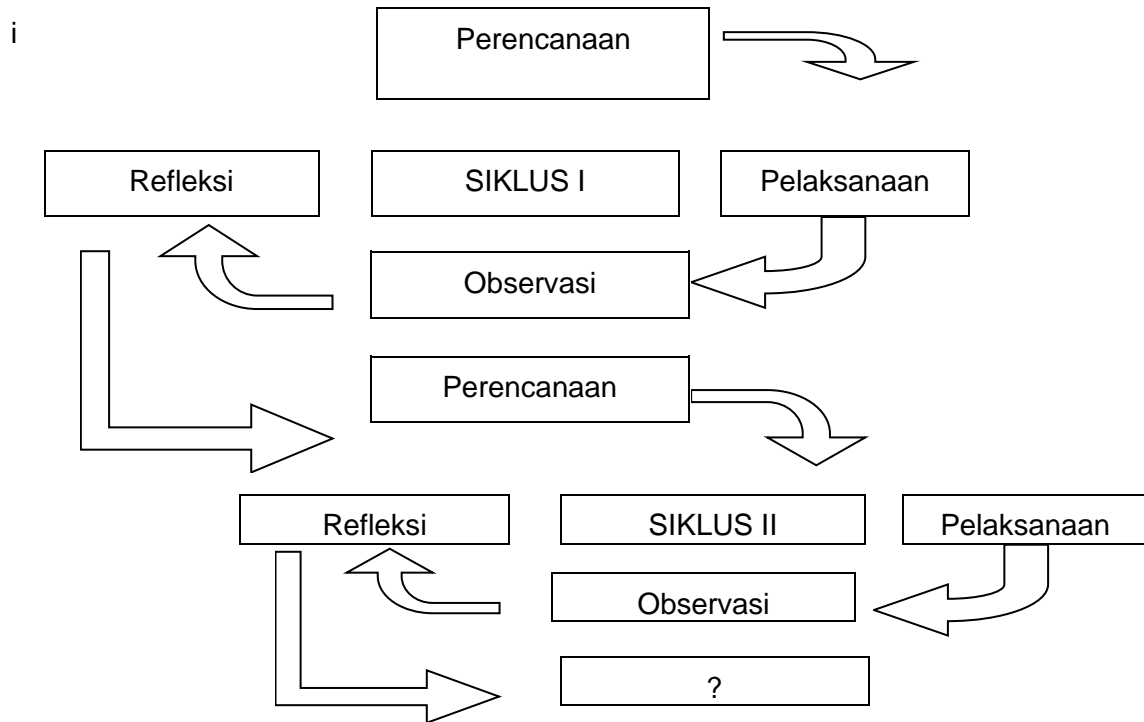 i
Perencanaan
Refleksi
SIKLUS I
Pelaksanaan
Observasi
Perencanaan
Refleksi
SIKLUS II
Pelaksanaan
Observasi
?